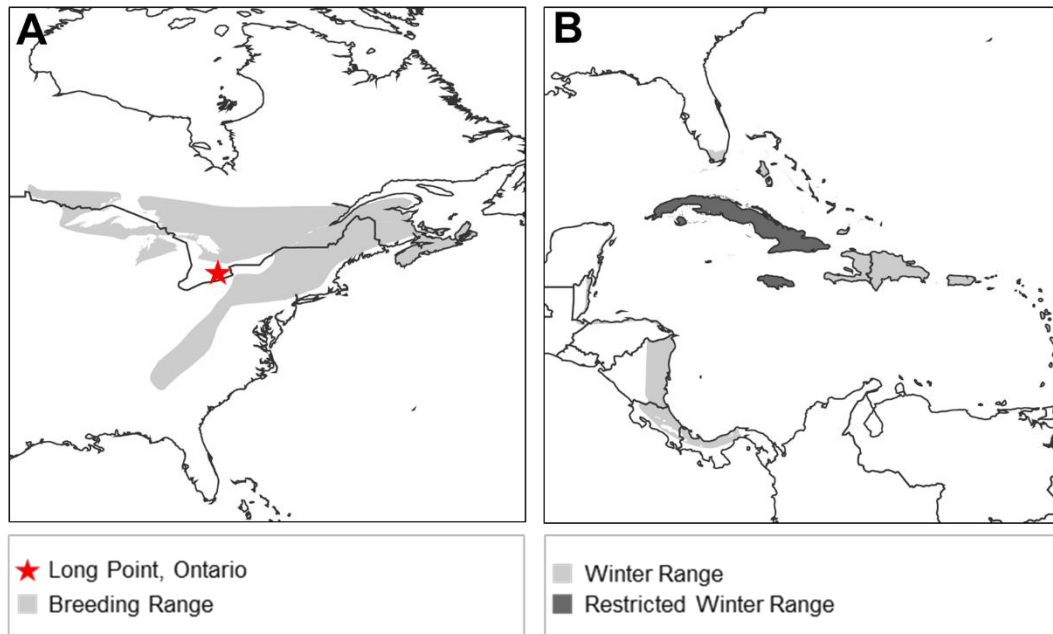 A
B
Long Point, Ontario
Breeding Range
Winter Range
Restricted Winter Range